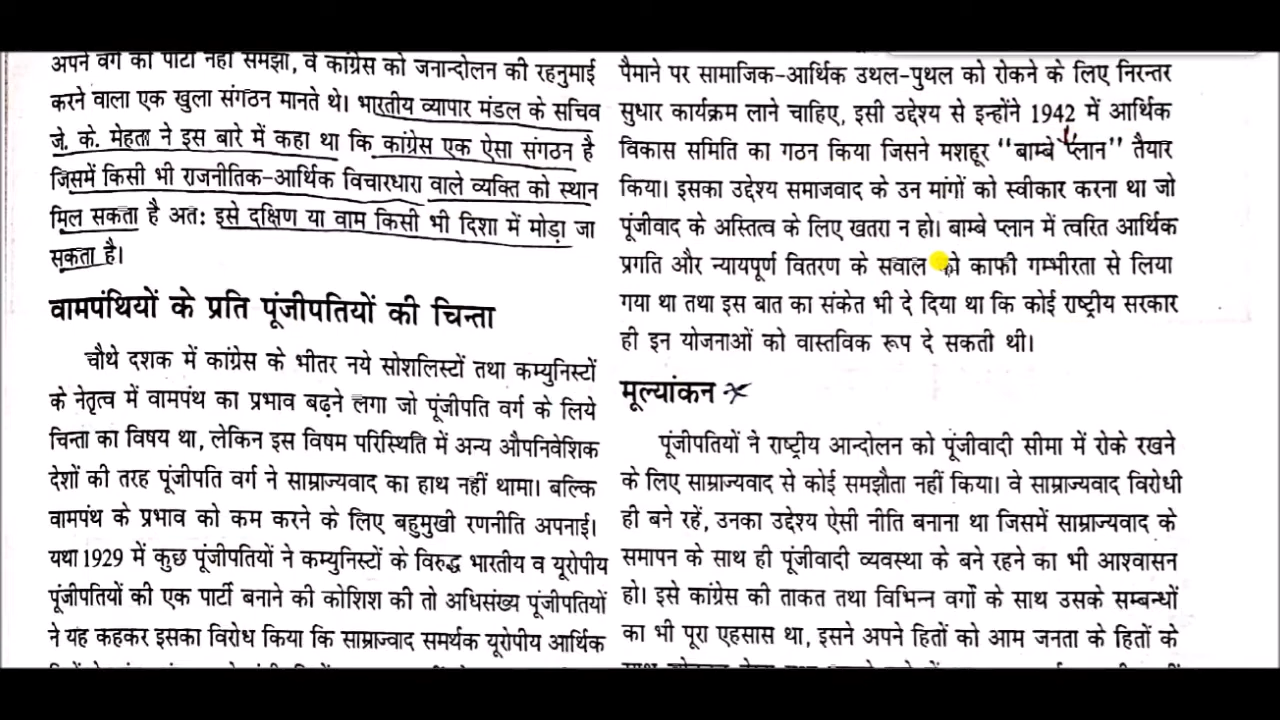 अपने वर्ग की पार्टी नहीं समझा, वे कांग्रेस को जनान्दोलन की रहनुमाई
करने वाला एक खुला संगठन मानते थे। भारतीय व्यापार मंडल के सचिव
जे. के. मेहता ने इस बारे में कहा था कि कांग्रेस एक ऐसा संगठन है
जिसमें किसी भी राजनीतिक-आर्थिक विचारधारा वाले व्यक्ति को स्थान
मिल सकता है अतः इसे दक्षिण या वाम किसी भी दिशा में मोड़ा जा
सकता है।
वामपंथियों के प्रति पूंजीपतियों की चिन्ता
चौथे दशक में कांग्रेस के भीतर नये सोशलिस्टों तथा कम्युनिस्टों
के नेतृत्व में वामपंथ का प्रभाव बढ़ने लगा जो पूंजीपति वर्ग के लिये
चिन्ता का विषय था, लेकिन इस विषम परिस्थिति में अन्य औपनिवेशिक
देशों की तरह पूंजीपति वर्ग ने साम्राज्यवाद का हाथ नहीं थामा। बल्कि
वामपंथ के प्रभाव को कम करने के लिए बहुमुखी रणनीति अपनाई।
यथा 1929 में कुछ पूंजीपतियों ने कम्युनिस्टों के विरुद्ध भारतीय व यूरोपीय
पूंजीपतियों की एक पार्टी बनाने की कोशिश की तो अधिसंख्य पूंजीपतियों
ने यह कहकर इसका विरोध किया कि साम्राज्वाद समर्थक यूरोपीय आर्थिक
पैमाने पर सामाजिक-आर्थिक उथल-पुथल को रोकने के लिए निरन्तर
सुधार कार्यक्रम लाने चाहिए, इसी उद्देश्य से इन्होंने 1942 में आर्थिक
विकास समिति का गठन किया जिसने मशहूर "बाम्बे प्लान" तैयार
किया। इसका उद्देश्य समाजवाद के उन मांगों को स्वीकार करना था जो
पूंजीवाद के अस्तित्व के लिए खतरा न हो। बाम्बे प्लान में त्वरित आर्थिक
प्रगति और न्यायपूर्ण वितरण के सवाल को काफी गम्भीरता से लिया
गया था तथा इस बात का संकेत भी दे दिया था कि कोई राष्ट्रीय सरकार
ही इन योजनाओं को वास्तविक रूप दे सकती थी।
मूल्यांकन
पूंजीपतियों ने राष्ट्रीय आन्दोलन को पूंजीवादी सीमा में रोके रखने
के लिए साम्राज्यवाद से कोई समझौता नहीं किया। वे साम्राज्यवाद विरोधी
ही बने रहें, उनका उद्देश्य ऐसी नीति बनाना था जिसमें साम्राज्यवाद के
समापन के साथ ही पूंजीवादी व्यवस्था के बने रहने का भी आश्वासन
हो। इसे कांग्रेस की ताकत तथा विभिन्न वर्गों के साथ उसके सम्बन्धों
का भी पूरा एहसास था, इसने अपने हितों को आम जनता के हितों के